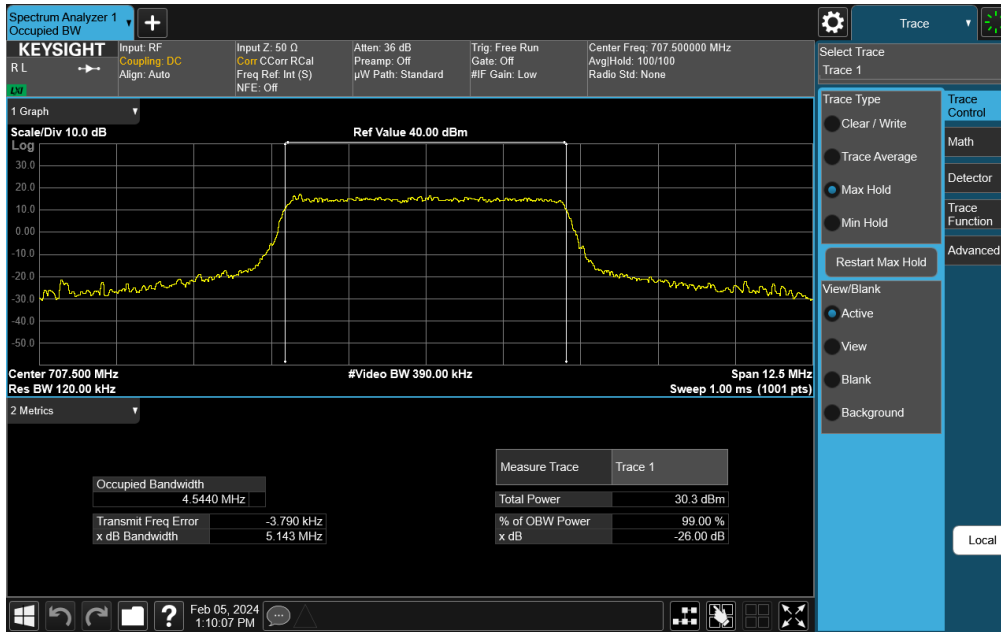 Spectrum Analyzer 1
Occupied BW
KEYSIGHT
R L
LXI
Input: RF
Coupling: DC
Align: Auto
Input Z: 50 Ω
Corr CCorr RCal
Freq Ref: Int (S)
NFE: Off
Atten: 36 dB
Preamp: Off
µW Path: Standard
Trig: Free Run
Gate: Off
#IF Gain: Low
Center Freq: 707.500000 MHz
Avg|Hold: 100/100
Radio Std: None
1 Graph
Scale/Div 10.0 dB
Ref Value 40.00 dBm
Log
30.0
20.0
10.0
0.00
-10.0
-20.0
-30.0
-40.0
-50.0
Center 707.500 MHz
#Video BW 390.00 kHz
Span 12.5 MHz
Res BW 120.00 kHz
Sweep 1.00 ms (1001 pts)
2 Metrics
Occupied Bandwidth
4.5440 MHz
Transmit Freq Error -3.790 kHz
x dB Bandwidth 5.143 MHz
Measure Trace Trace 1
Total Power 30.3 dBm
% of OBW Power 99.00 %
x dB -26.00 dB
Feb 05, 2024
1:10:07 PM
Trace
Select Trace
Trace 1
Trace Type
Clear / Write
Trace Average
Max Hold
Min Hold
Restart Max Hold
View/Blank
Active
View
Blank
Background
Trace
Control
Math
Detector
Trace
Function
Advanced
Local